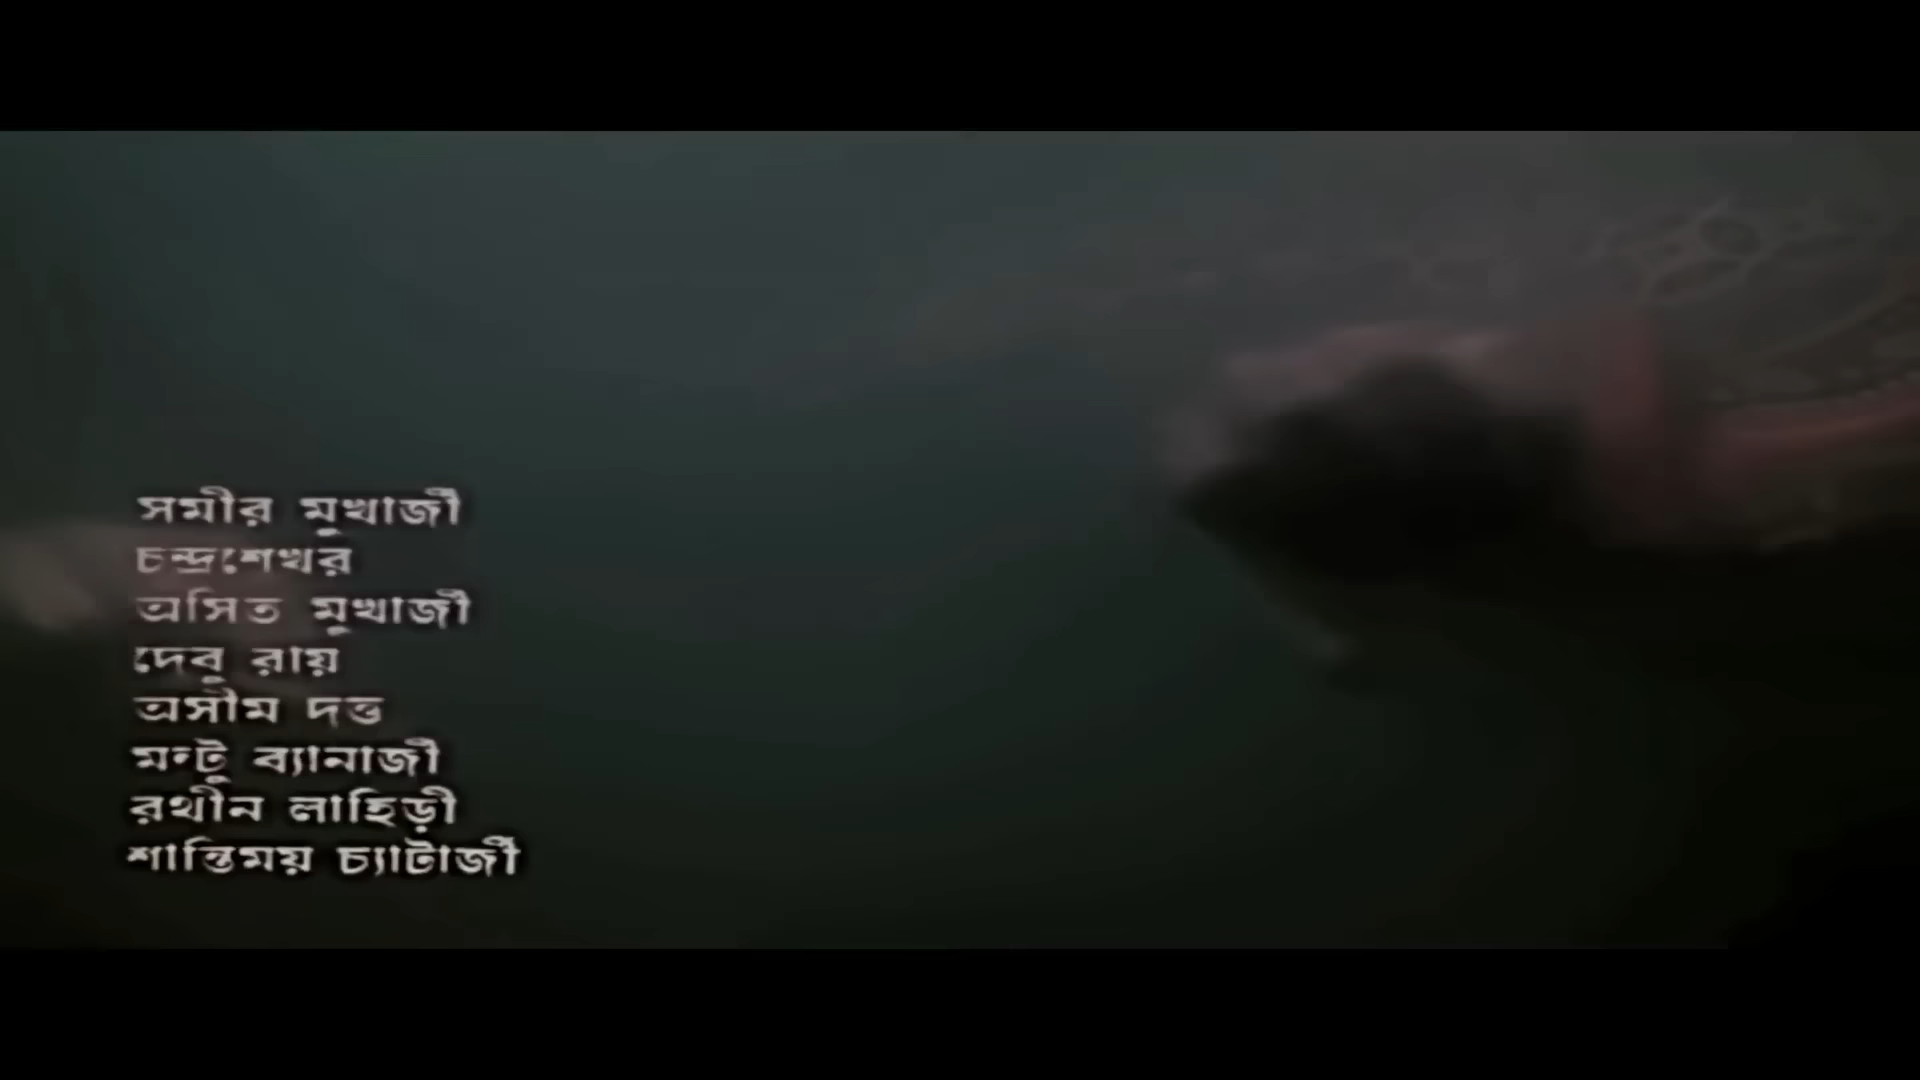 সমীর মুখার্জী
চন্দ্রশেখর
অসিত মুখার্জী
দেবু রায়
অসীম দত্ত
মন্টু ব্যানার্জী
রথীন লাহিড়ী
শান্তিময় চ্যাটার্জী